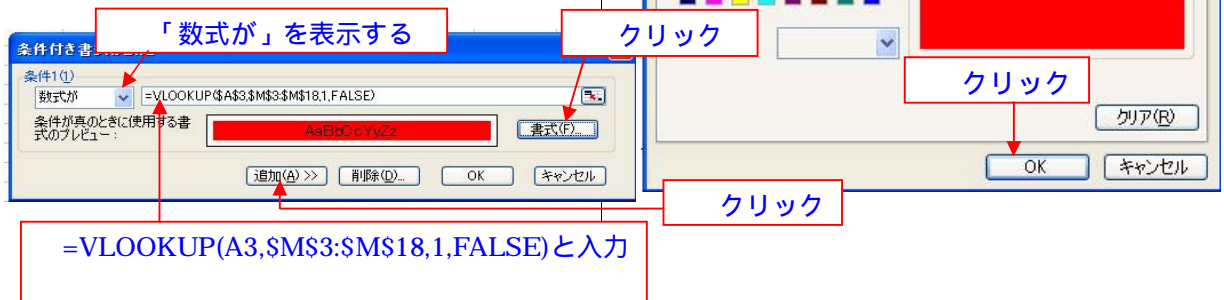 「数式が」を表示する
クリック
条件付き書
条件1(1)
数式が
=VLOOKUP($A$3,$M$3:$M$18,1,FALSE)
条件が真のときに使用する書
式のプレビュー：
AaBbCcYyZz
書式(F)...
追加(A) >>
削除(D)...
OK
キャンセル
クリック
=VLOOKUP(A3,$M$3:$M$18,1,FALSE)と入力
クリック
クリア(R)
OK
キャンセル